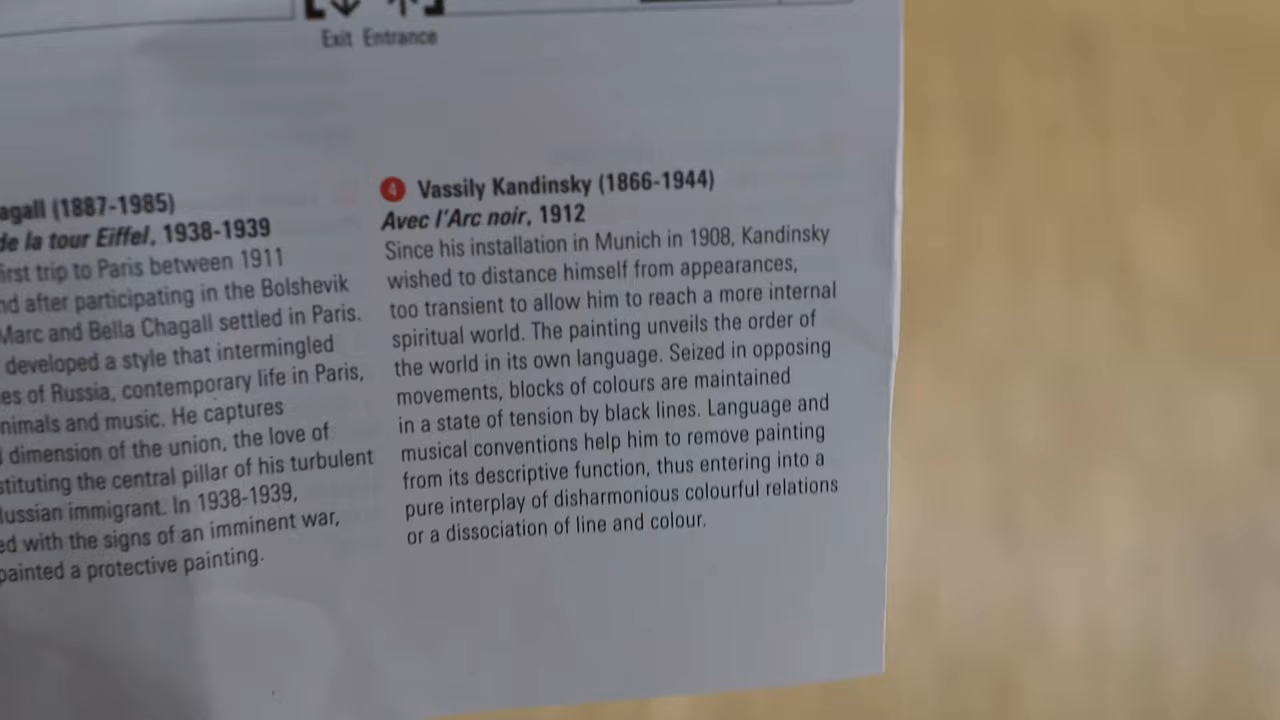 Exit Entrance
(1887-1985)
de la tour Eiffel, 1938-1939
first trip to Paris between 1911
after participating in the Bolshevik
Marc and Bella Chagall settled in Paris.
developed a style that intermingled
of Russia, contemporary life in Paris,
and music. He captures
dimension of the union, the love of
the central pillar of his turbulent
immigrant. In 1938-1939,
with the signs of an imminent war,
painted a protective painting.
4 Vassily Kandinsky (1866-1944)
Avec l'Arc noir, 1912
Since his installation in Munich in 1908, Kandinsky
wished to distance himself from appearances,
too transient to allow him to reach a more internal
spiritual world. The painting unveils the order of
the world in its own language. Seized in opposing
movements, blocks of colours are maintained
in a state of tension by black lines. Language and
musical conventions help him to remove painting
from its descriptive function, thus entering into a
pure interplay of disharmonious colourful relations
or a dissociation of line and colour.